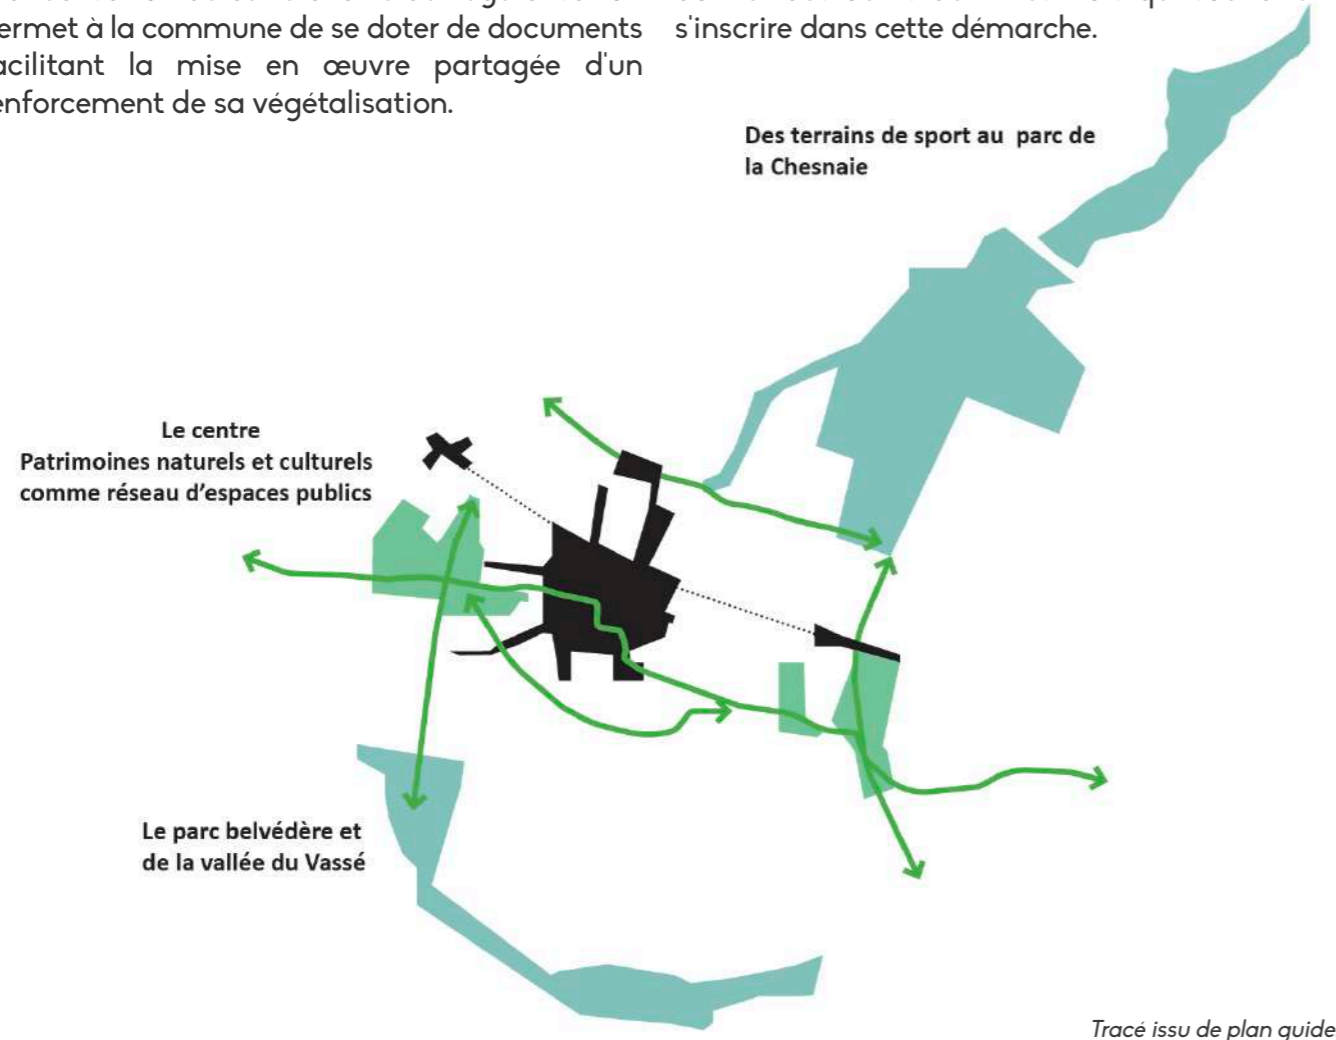 permet à la commune de se doter de documents
facilitant la mise en œuvre partagée d'un
renforcement de sa végétalisation.
s'inscrire dans cette démarche.
Des terrains de sport au parc de
la Chesnaie
Le centre
Patrimoines naturels et culturels
comme réseau d'espaces publics
Le parc belvédère et
de la vallée du Vassé
Tracé issu de plan guide